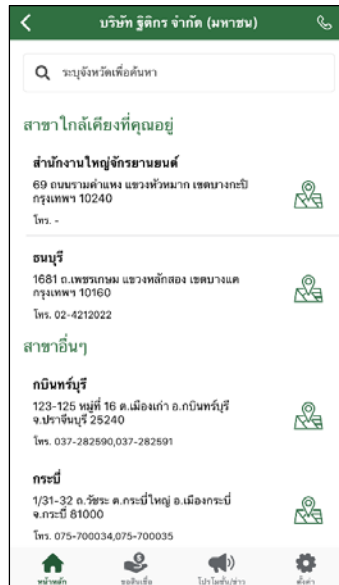 บริษัท ฐิติกร จำกัด (มหาชน)
ระบุจังหวัดเพื่อค้นหา
สาขาใกล้เคียงที่คุณอยู่
สำนักงานใหญ่จักรยานยนต์
69 ถนนรามคำแหง แขวงหัวหมาก เขตบางกะปิ
กรุงเทพฯ 10240
โทร. -
ธนบุรี
1681 ถ.เพชรเกษม แขวงหลักสอง เขตบางแค
กรุงเทพฯ 10160
โทร. 02-4212022
สาขาอื่นๆ
กบินทร์บุรี
123-125 หมู่ที่ 16 ต.เมืองเก่า อ.กบินทร์บุรี
จ.ปราจีนบุรี 25240
โทร. 037-282590,037-282591
กระบี่
1/31-32 ถ.วัชระ ต.กระบี่ใหญ่ อ.เมืองกระบี่
จ.กระบี่ 81000
โทร. 075-700034,075-700035
หน้าหลัก
ขอสินเชื่อ
โปรโมชั่น/ข่าว
ตั้งค่า